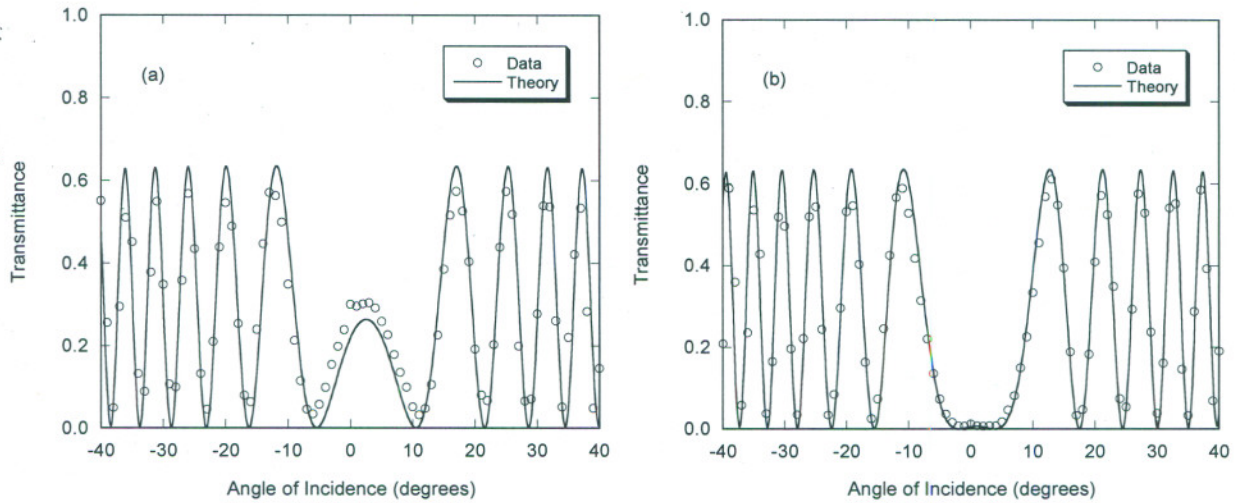 1.0
0.8
0.6
0.4
0.2
0.0
Transmittance
(a)
Data
Theory
-40 -30 -20 -10 0 10 20 30 40
Angle of Incidence (degrees)
1.0
0.8
0.6
0.4
0.2
0.0
Transmittance
(b)
Data
Theory
-40 -30 -20 -10 0 10 20 30 40
Angle of Incidence (degrees)